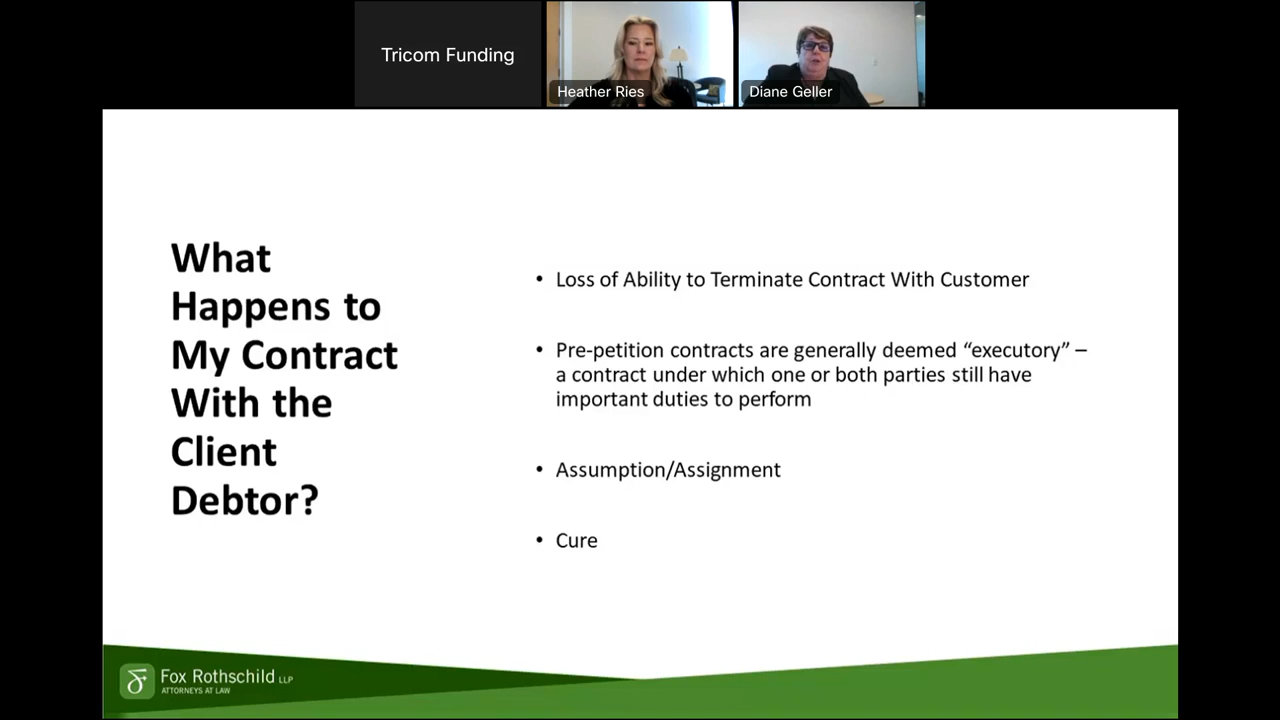 Tricom Funding
Heather Ries
Diane Geller
What
Happens to
My Contract
With the
Client
Debtor?
• Loss of Ability to Terminate Contract With Customer
• Pre-petition contracts are generally deemed “executory” –
a contract under which one or both parties still have
important duties to perform
• Assumption/Assignment
• Cure
Fox Rothschild LLP
ATTORNEYS AT LAW